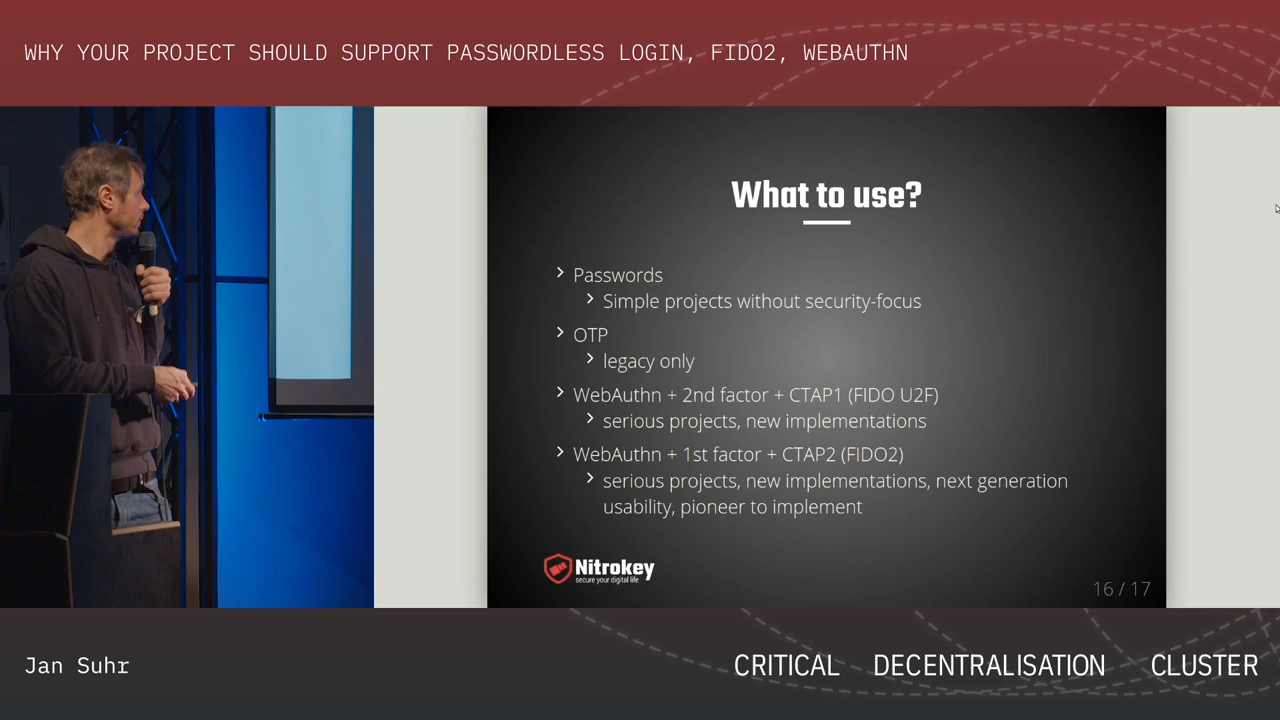 WHY YOUR PROJECT SHOULD SUPPORT PASSWORDLESS LOGIN, FIDO2, WEBAUTHN
What to use?
Passwords
Simple projects without security-focus
OTP
legacy only
WebAuthn + 2nd factor + CTAP1 (FIDO U2F)
serious projects, new implementations
WebAuthn + 1st factor + CTAP2 (FIDO2)
serious projects, new implementations, next generation
usability, pioneer to implement
Nitrokey
secure your digital life
16 / 17
Jan Suhr
CRITICAL DECENTRALISATION CLUSTER